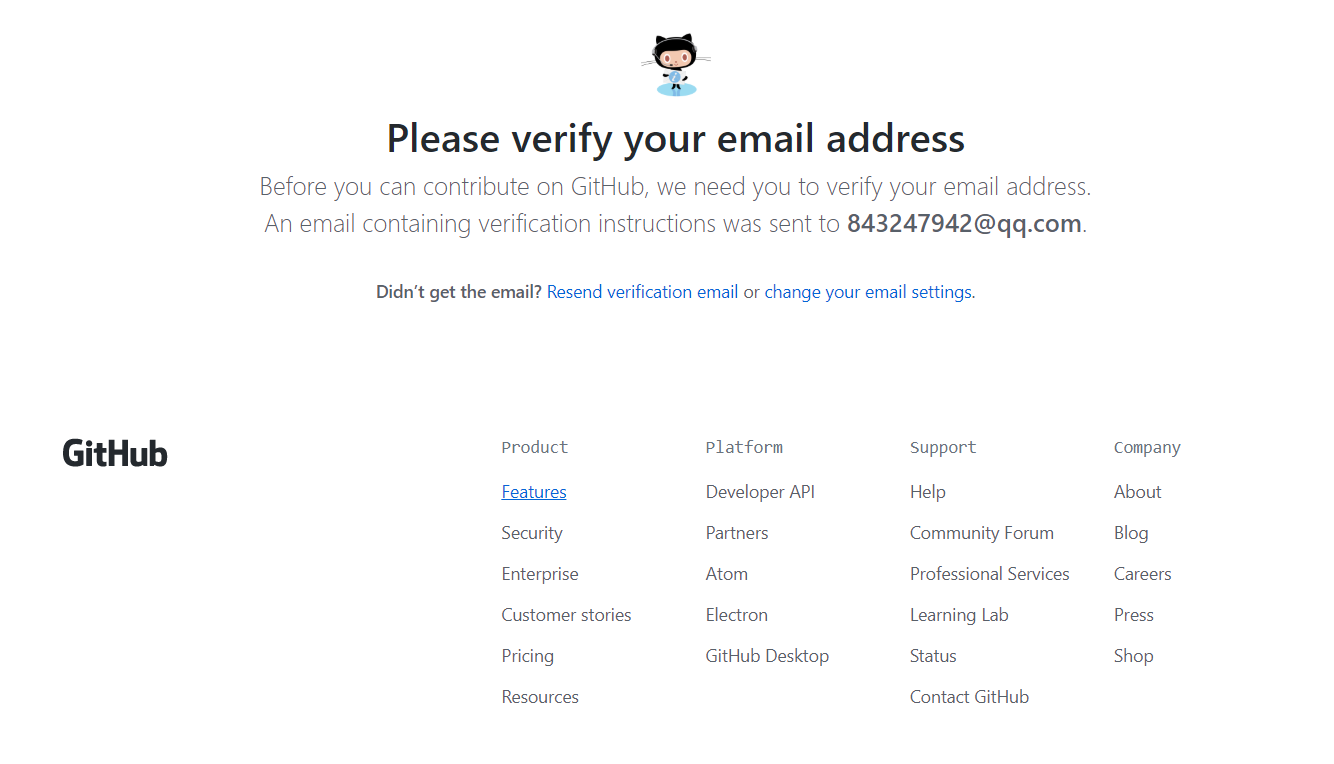 Please verify your email address
Before you can contribute on GitHub, we need you to verify your email address.
An email containing verification instructions was sent to 843247942@qq.com.
Didn’t get the email? Resend verification email or change your email settings.
GitHub
Product
Features
Security
Enterprise
Customer stories
Pricing
Resources
Platform
Developer API
Partners
Atom
Electron
GitHub Desktop
Support
Help
Community Forum
Professional Services
Learning Lab
Status
Contact GitHub
Company
About
Blog
Careers
Press
Shop